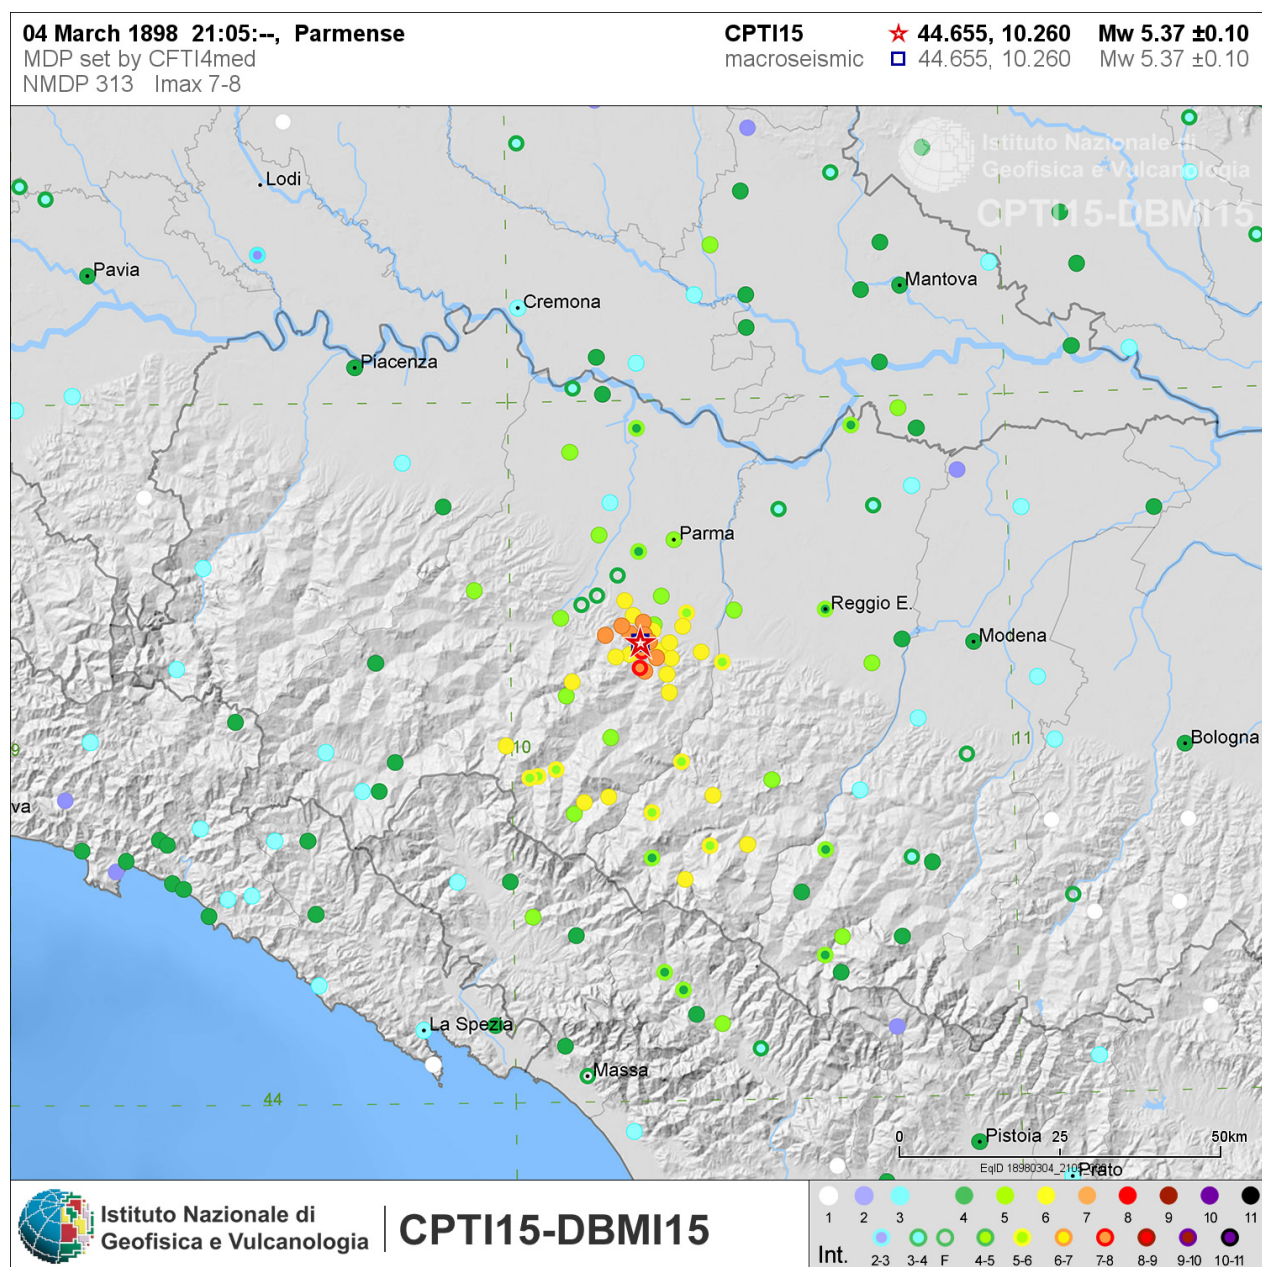 04 March 1898 21:05:--, Parmense CPTI15 44.655, 10.260 Mw 5.37 ±0.10
MDP set by CFTI4med macroseismic 44.655, 10.260 Mw 5.37 ±0.10
NMDP 313 Imax 7-8
Istituto Nazionale di
Geofisica e Vulcanologia
CPTI15-DBMI15
Lodi
Pavia
Mantova
Cremona
Piacenza
Parma
Reggio E.
Modena
Bologna
9
10
11
va
La Spezia
Massa
44
Pistoia
0 25 50km
Prato
Istituto Nazionale di
Geofisica e Vulcanologia
CPTI15-DBMI15
1 2 3 4 5 6 7 8 9 10 11
Int. 2-3 3-4 F 4-5 5-6 6-7 7-8 8-9 9-10 10-11